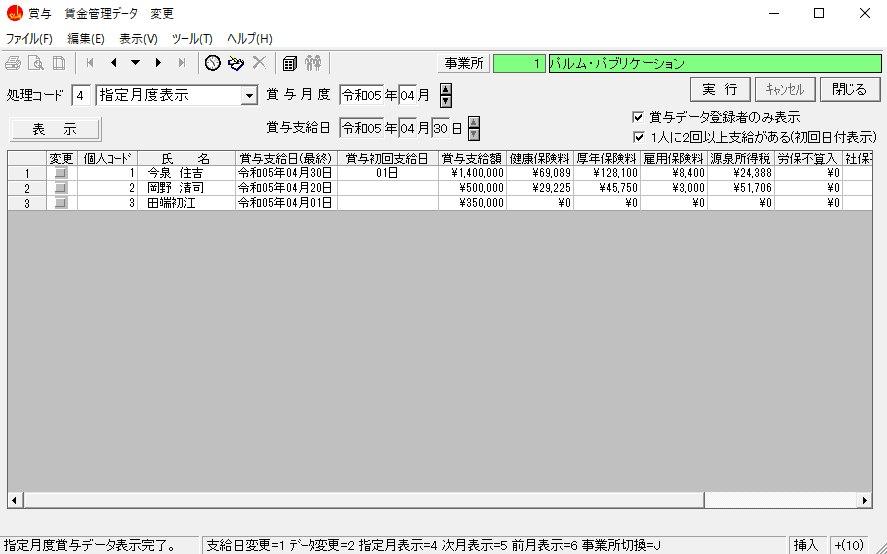 賞与　賃金管理データ　変更
ファイル(F) 編集(E) 表示(V) ツール(T) ヘルプ(H)
事業所 1 パルム・パブリケーション
処理コード 4 指定月度表示 賞与月度 令和05年04月 実 行 キャンセル 閉じる
賞与データ登録者のみ表示
表 示 賞与支給日 令和05年04月30日
1人に2回以上支給がある(初回日付表示)
変更 個人コード 氏 名 賞与支給日(最終) 賞与初回支給日 賞与支給額 健康保険料 厚年保険料 雇用保険料 源泉所得税 労保不算入 社保
1 1 今泉 住吉 令和05年04月30日 01日 ¥1,400,000 ¥69,089 ¥128,100 ¥8,400 ¥24,388 ¥0
2 2 岡野 清司 令和05年04月20日 ¥500,000 ¥29,225 ¥45,750 ¥3,000 ¥51,706 ¥0
3 3 田端初江 令和05年04月01日 ¥350,000 ¥0 ¥0 ¥0 ¥0 ¥0
指定月度賞与データ表示完了。 支給日変更=1 データ変更=2 指定月表示=4 次月表示=5 前月表示=6 事業所切換=J 挿入 +(10)